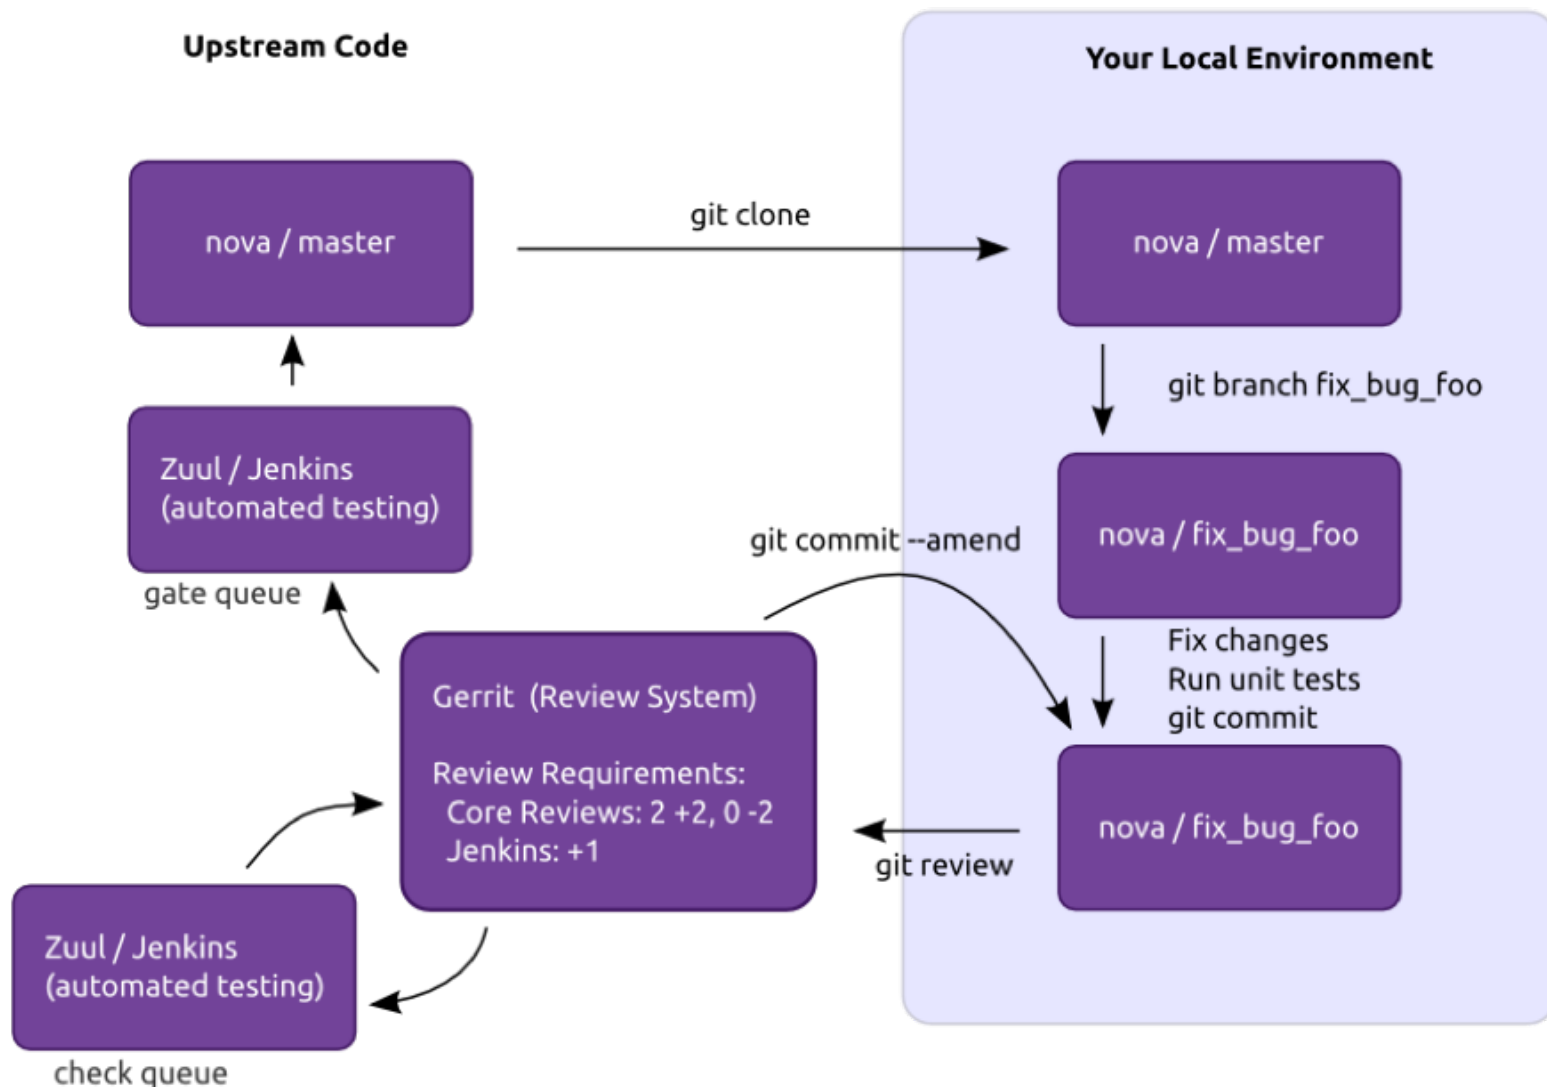 Upstream Code
Your Local Environment
nova / master
git clone
nova / master
git branch fix_bug_foo
Zuul / Jenkins
(automated testing)
gate queue
git commit --amend
nova / fix_bug_foo
Fix changes
Run unit tests
git commit
Gerrit  (Review System)
Review Requirements:
Core Reviews: 2 +2, 0 -2
Jenkins: +1
git review
nova / fix_bug_foo
Zuul / Jenkins
(automated testing)
check queue